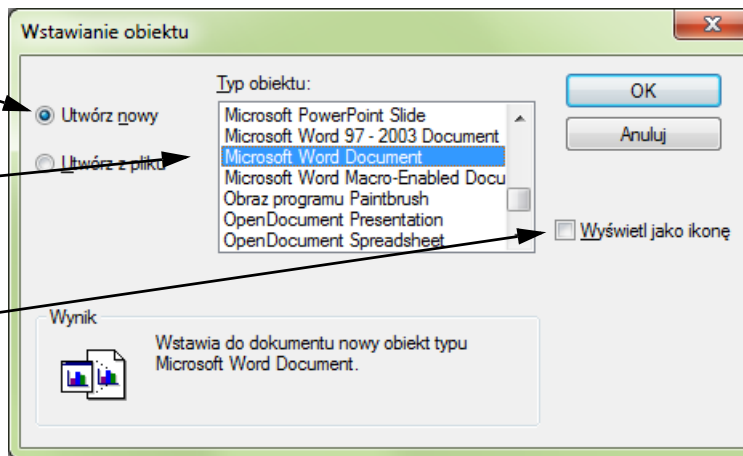 Wstawianie obiektu
Typ obiektu:
Utwórz nowy
Utwórz z pliku
Microsoft PowerPoint Slide
Microsoft Word 97 - 2003 Document
Microsoft Word Document
Microsoft Word Macro-Enabled Docu
Obraz programu Paintbrush
OpenDocument Presentation
OpenDocument Spreadsheet
OK
Anuluj
Wyświetl jako ikonę
Wynik
Wstawia do dokumentu nowy obiekt typu
Microsoft Word Document.